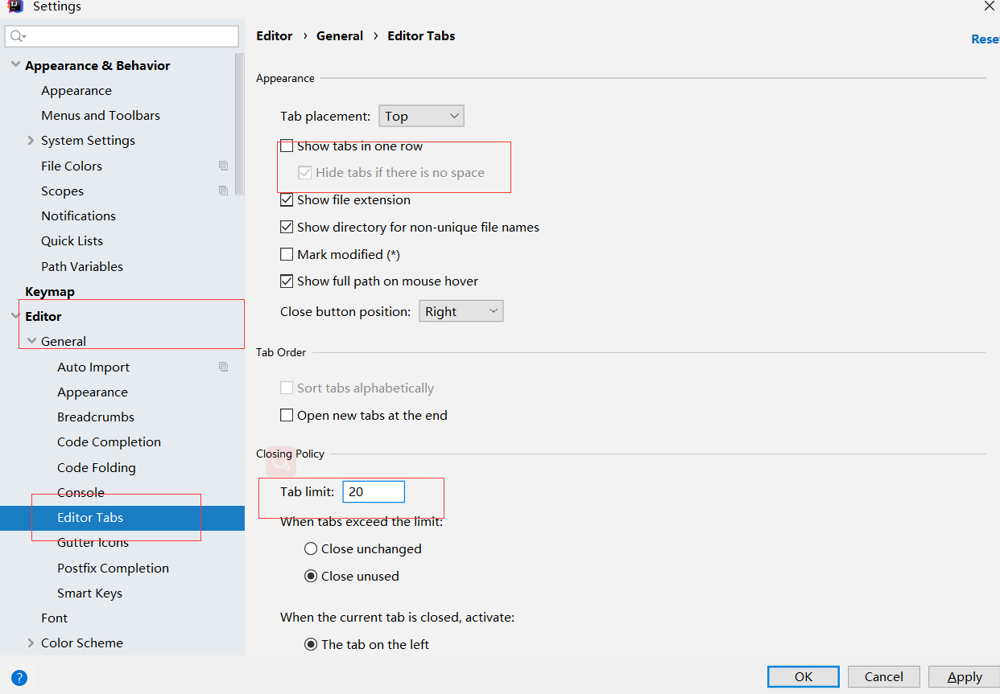 Settings
Appearance & Behavior
Appearance
Menus and Toolbars
System Settings
File Colors
Scopes
Notifications
Quick Lists
Path Variables
Keymap
Editor
General
Auto Import
Appearance
Breadcrumbs
Code Completion
Code Folding
Console
Editor Tabs
Gutter Icons
Postfix Completion
Smart Keys
Font
Color Scheme
Editor › General › Editor Tabs
Rese
Appearance
Tab placement: Top
Show tabs in one row
Hide tabs if there is no space
Show file extension
Show directory for non-unique file names
Mark modified (*)
Show full path on mouse hover
Close button position: Right
Tab Order
Sort tabs alphabetically
Open new tabs at the end
Closing Policy
Tab limit: 20
When tabs exceed the limit:
Close unchanged
Close unused
When the current tab is closed, activate:
The tab on the left
?
OK Cancel Apply